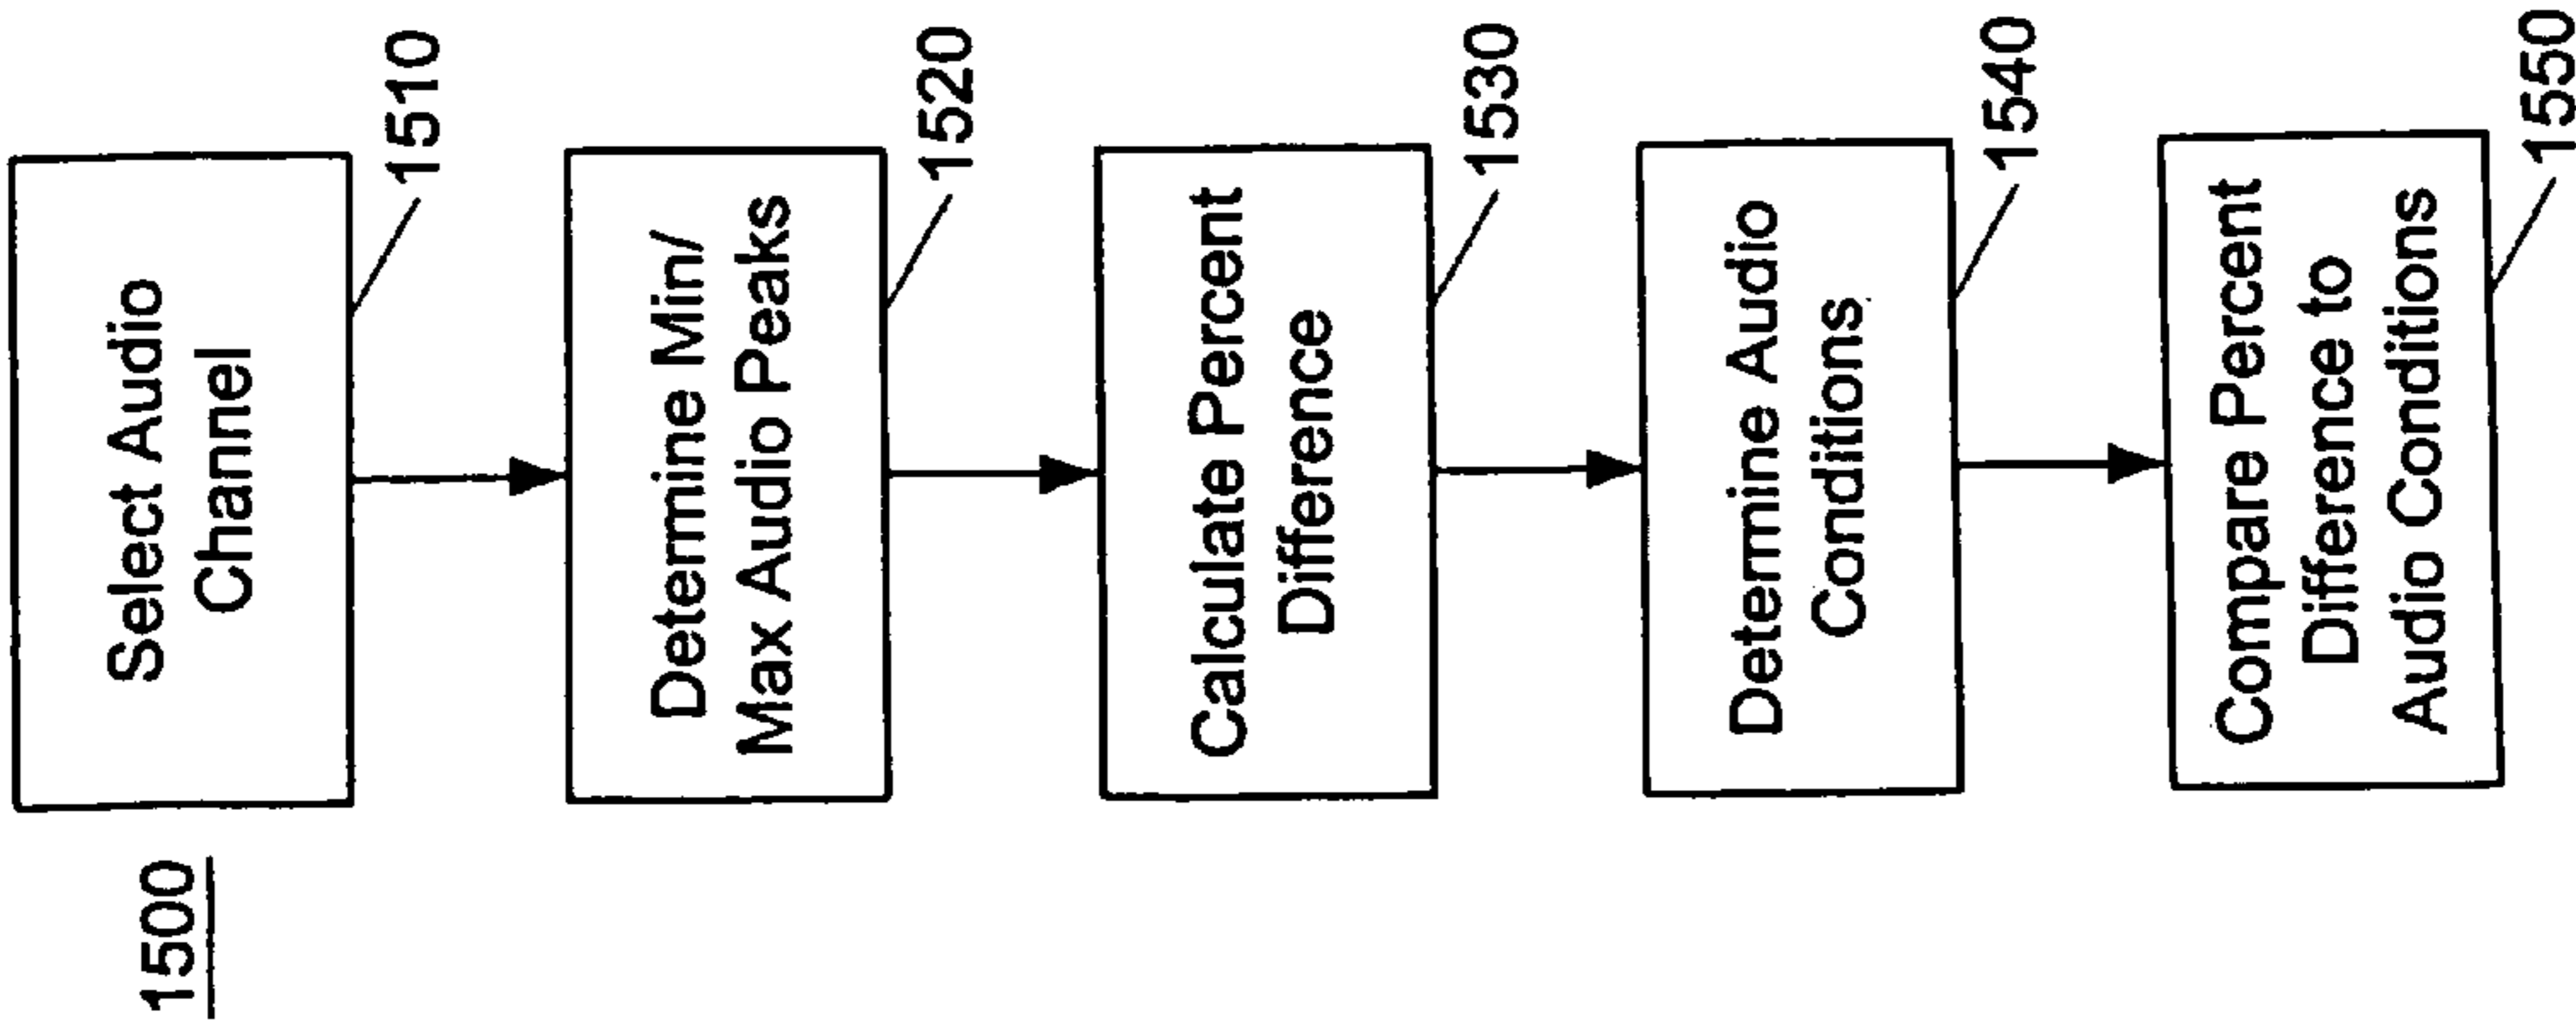 1500
Select Audio
Channel
1510
Determine Min/
Max Audio Peaks
1520
Calculate Percent
Difference
1530
Determine Audio
Conditions
1540
Compare Percent
Difference to
Audio Conditions
1550